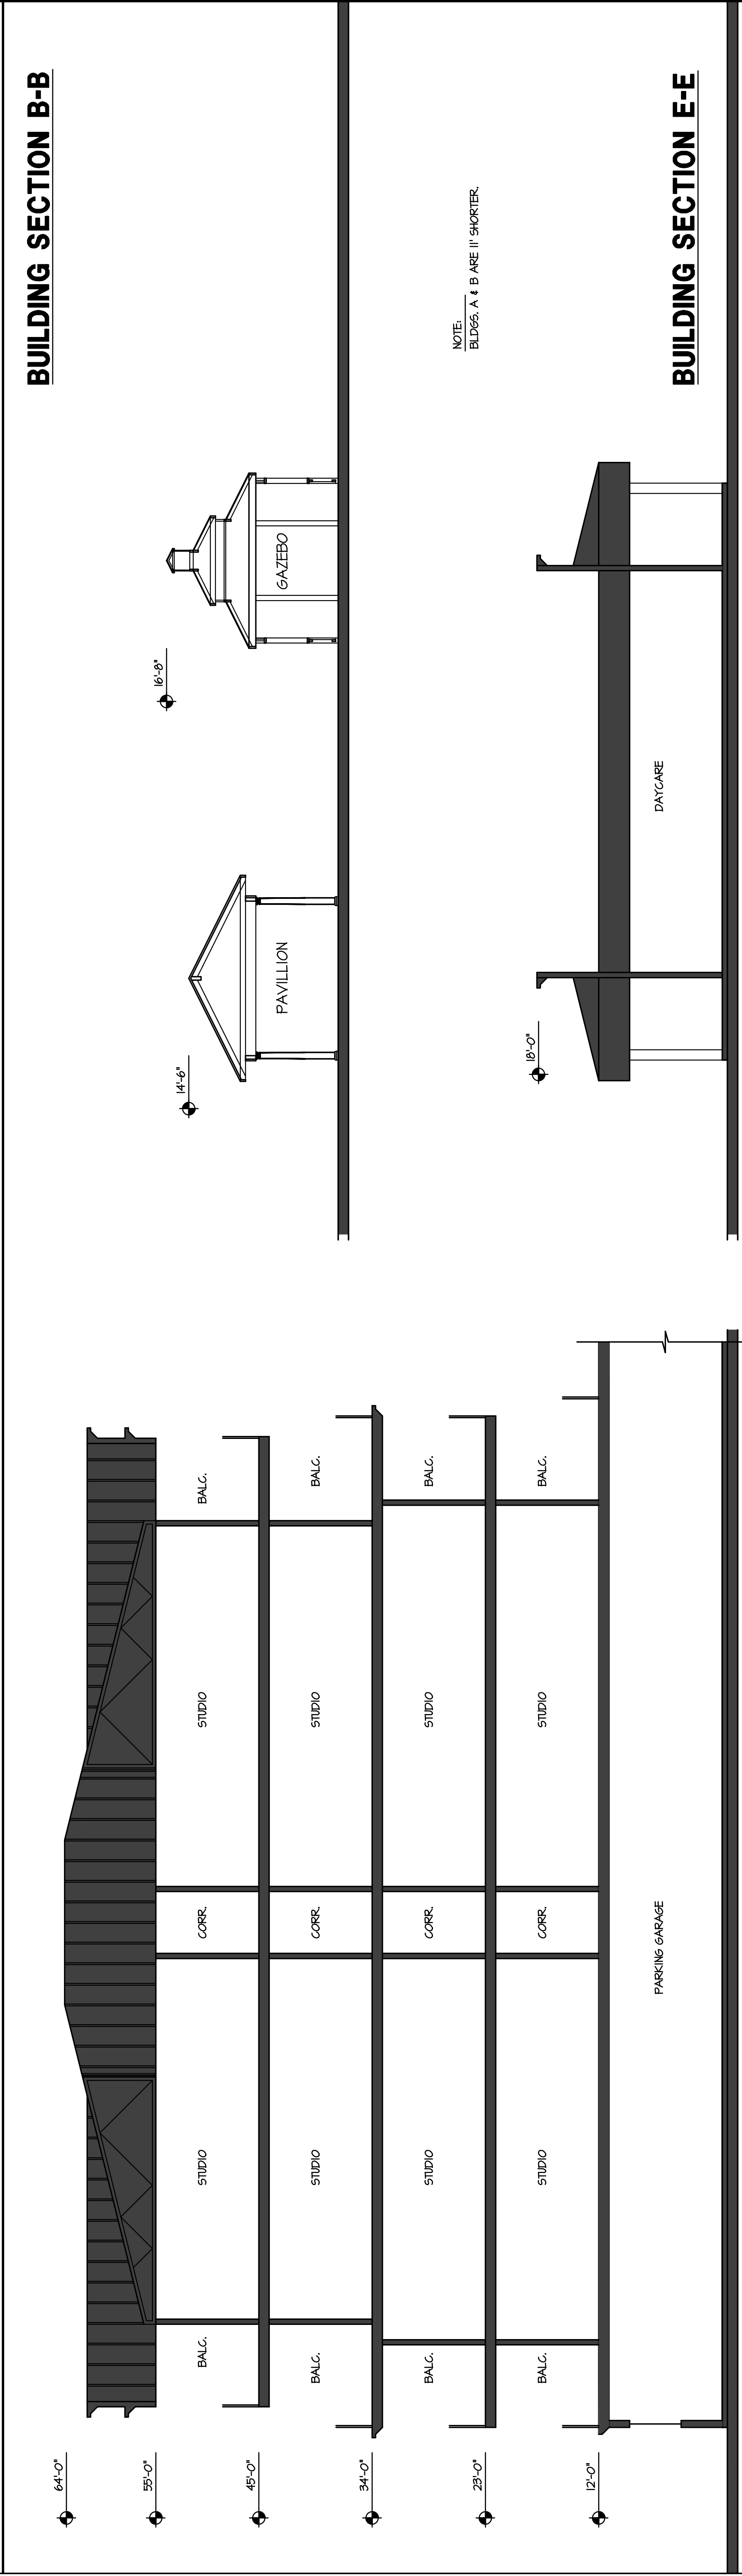 64'-0"
55'-0"
BALC. STUDIO CORR. STUDIO BALC.
45'-0"
BALC. STUDIO CORR. STUDIO BALC.
34'-0"
BALC. STUDIO CORR. STUDIO BALC.
23'-0"
BALC. STUDIO CORR. STUDIO BALC.
12'-0"
PARKING GARAGE
BUILDING SECTION B-B
16'-8"
14'-6"
PAVILLION
GAZEBO
NOTE:
BLDGS. A & B ARE 11' SHORTER.
18'-0"
DAYCARE
BUILDING SECTION E-E